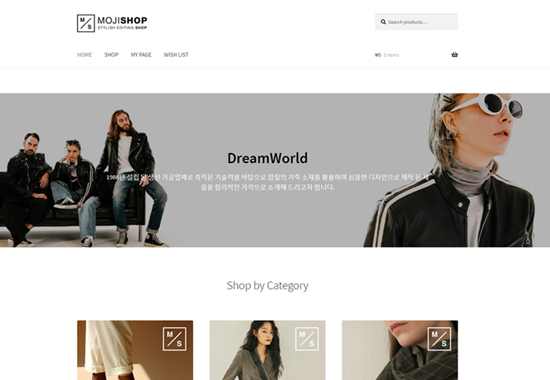 M/S MOJISHOP
STYLISH EDITING SHOP
Search products…
HOME SHOP MY PAGE WISH LIST ₩0 0 items
DreamWorld
1988년 설립 된 생산 가공업체로 축적된 기술력을 바탕으로 양질의 가죽 소재를 활용하여 심플한 디자인으로 제작 된 제
품을 합리적인 가격으로 소개해 드리고자 합니다.
Shop by Category
M/S M/S M/S